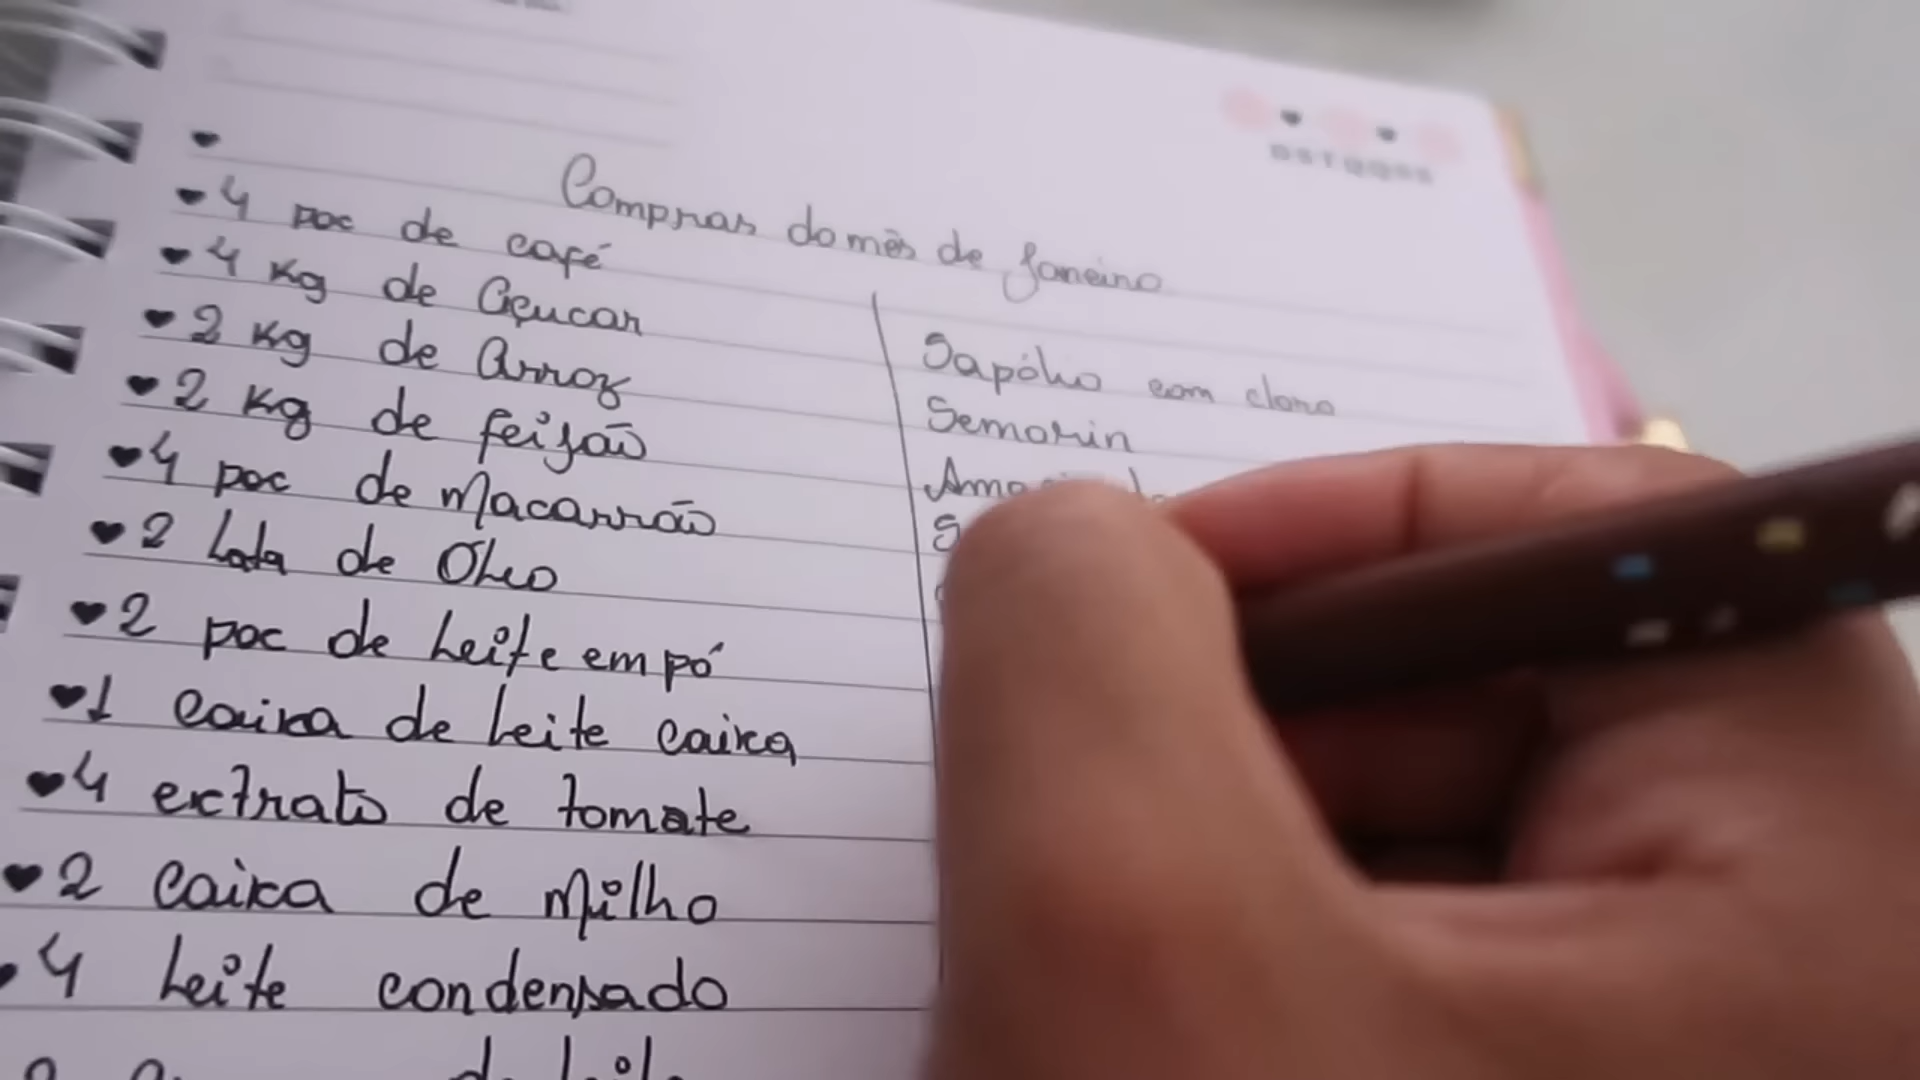 Compras do mês de Janeiro
4 pac de café
4 Kg de Açucar
2 Kg de Arroz
2 Kg de feijão
4 pac de Macarrão
2 Lata de Óleo
2 pac de Leite em pó
1 caixa de Leite caixa
4 extrato de tomate
2 caixa de Milho
4 Leite condensado
Sapólio com cloro
Semorin